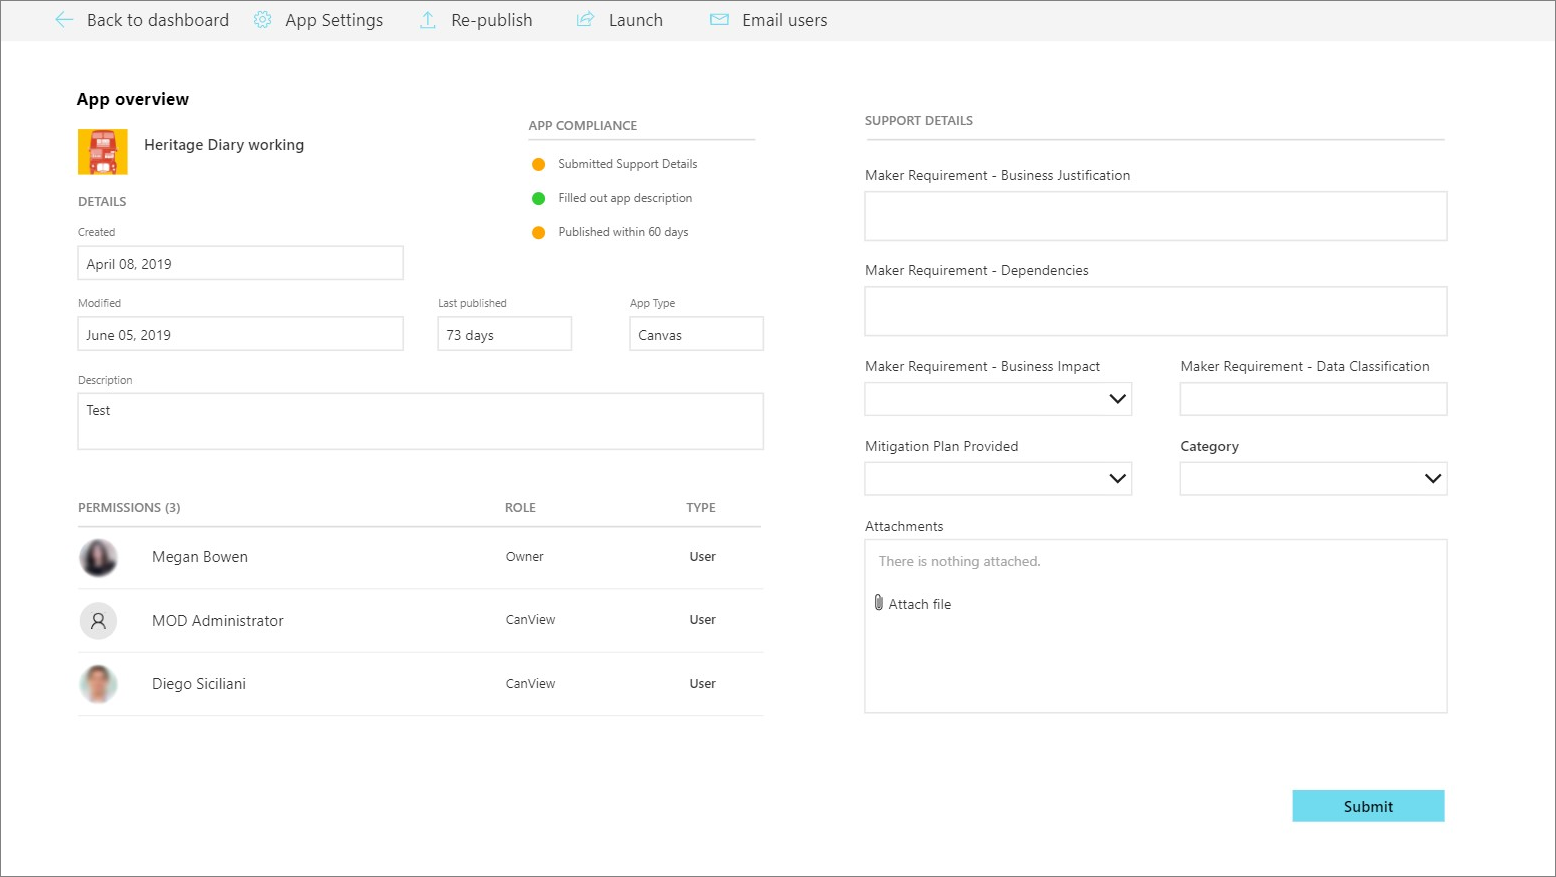 Back to dashboard
App Settings
Re-publish
Launch
Email users
App overview
Heritage Diary working
DETAILS
Created
April 08, 2019
Modified
June 05, 2019
Last published
73 days
App Type
Canvas
Description
Test
APP COMPLIANCE
Submitted Support Details
Filled out app description
Published within 60 days
PERMISSIONS (3) ROLE TYPE
Megan Bowen Owner User
MOD Administrator CanView User
Diego Siciliani CanView User
SUPPORT DETAILS
Maker Requirement - Business Justification
Maker Requirement - Dependencies
Maker Requirement - Business Impact
Maker Requirement - Data Classification
Mitigation Plan Provided
Category
Attachments
There is nothing attached.
Attach file
Submit